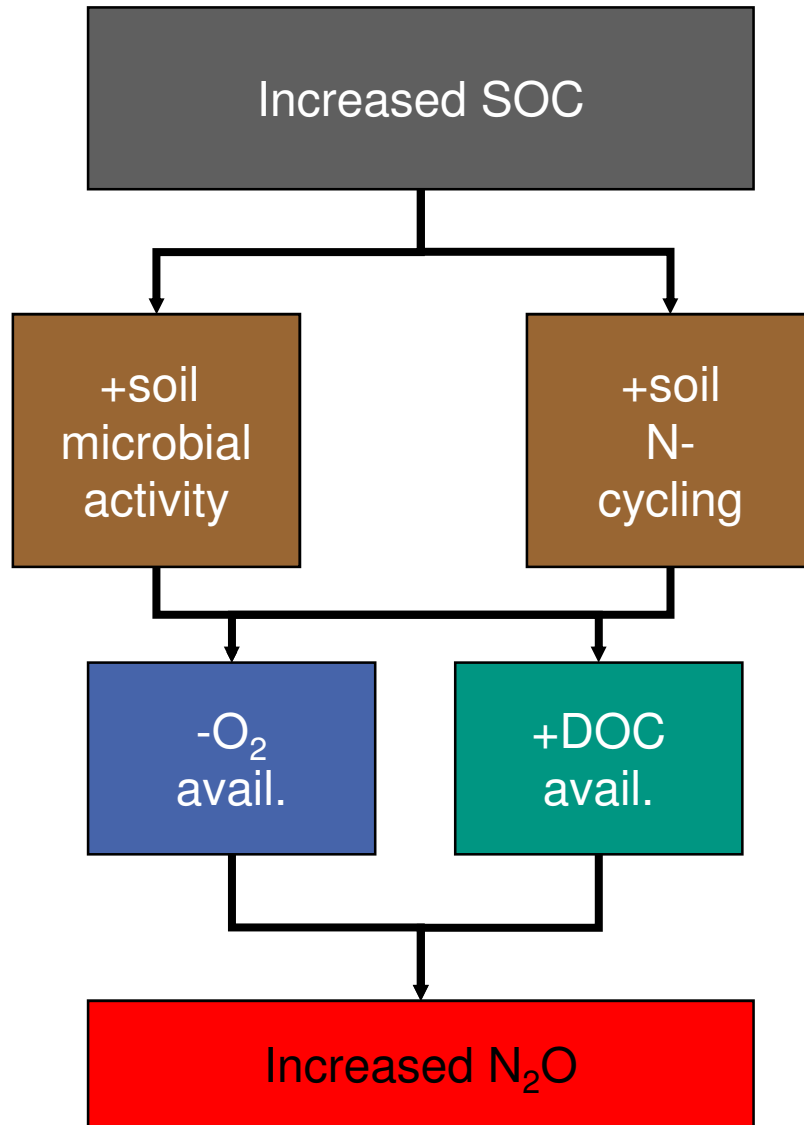 Increased SOC
+soil
microbial
activity
+soil
N-
cycling
-O₂
avail.
+DOC
avail.
Increased N₂O